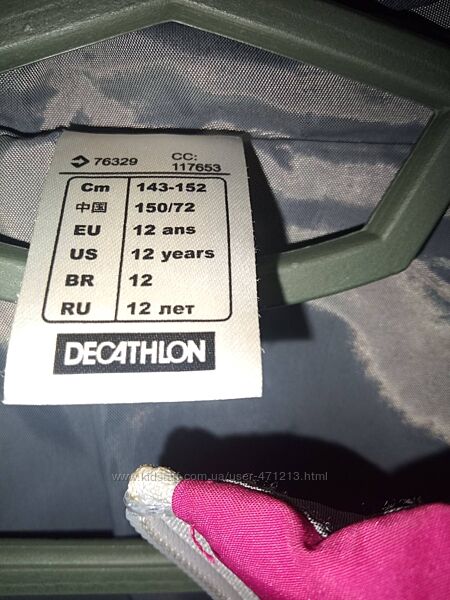 76329 CC:
117653
Cm 143-152
中国 150/72
EU 12 ans
US 12 years
BR 12
RU 12 лет
DECATHLON
www.kidstaff.com.ua/user-471213.html